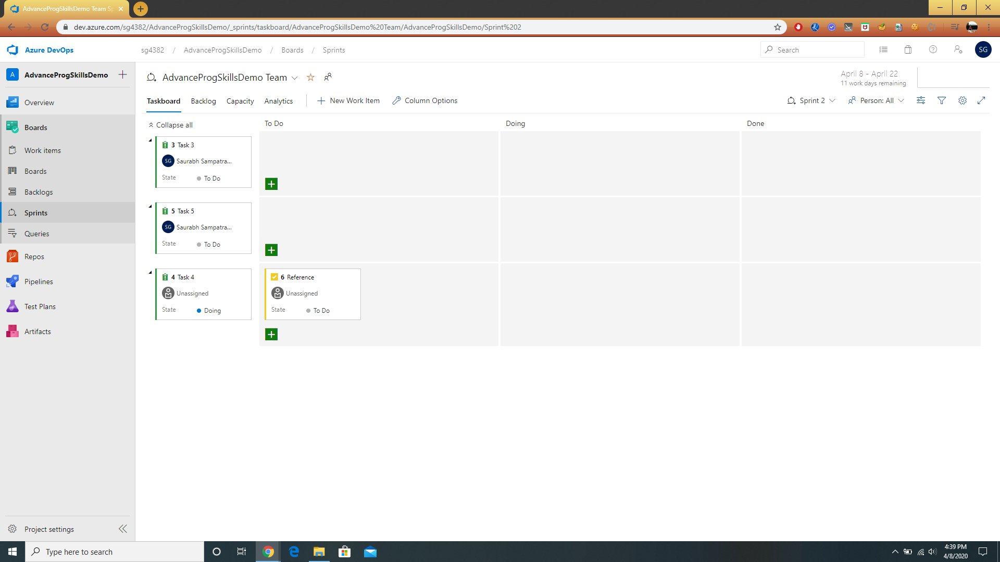 AdvanceProgSkillsDemo Team Sp
dev.azure.com/sg4382/AdvanceProgSkillsDemo/_sprints/taskboard/AdvanceProgSkillsDemo%20Team/AdvanceProgSkillsDemo/Sprint%202
Azure DevOps
sg4382 / AdvanceProgSkillsDemo / Boards / Sprints
Search
SG
A AdvanceProgSkillsDemo
Overview
Boards
Work items
Boards
Backlogs
Sprints
Queries
Repos
Pipelines
Test Plans
Artifacts
Project settings
AdvanceProgSkillsDemo Team
April 8 - April 22
11 work days remaining
Taskboard Backlog Capacity Analytics New Work Item Column Options
Sprint 2 Person: All
Collapse all
To Do Doing Done
3 Task 3
SG Saurabh Sampatra...
State To Do
5 Task 5
SG Saurabh Sampatra...
State To Do
4 Task 4
Unassigned
State Doing
6 Reference
Unassigned
State To Do
Type here to search
4:39 PM
4/8/2020